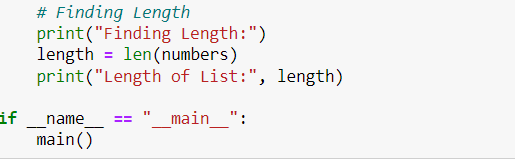 # Finding Length
print("Finding Length:")
length = len(numbers)
print("Length of List:", length)
if __name__ == "__main__":
main()